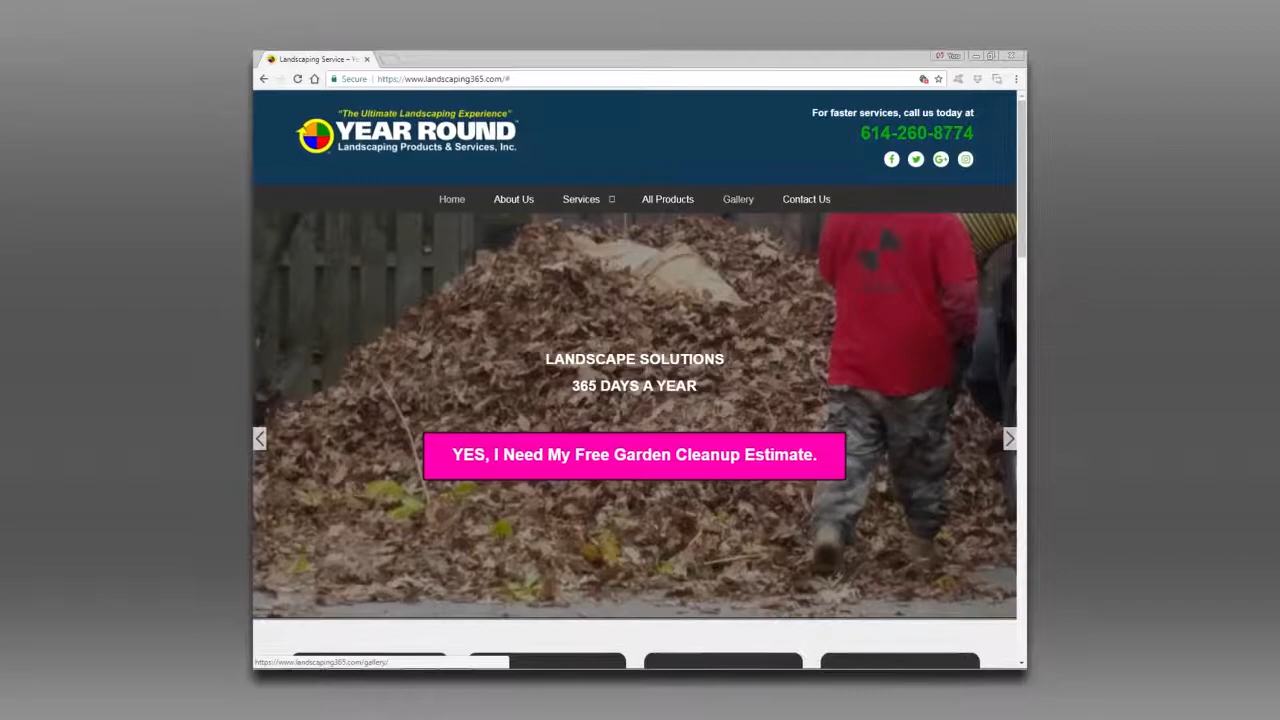 Landscaping Service – Ye
You
Secure
https://www.landscaping365.com/#
"The Ultimate Landscaping Experience"
YEAR ROUND
Landscaping Products & Services, Inc.
For faster services, call us today at
614-260-8774
Home About Us Services All Products Gallery Contact Us
LANDSCAPE SOLUTIONS
365 DAYS A YEAR
YES, I Need My Free Garden Cleanup Estimate.
https://www.landscaping365.com/gallery/